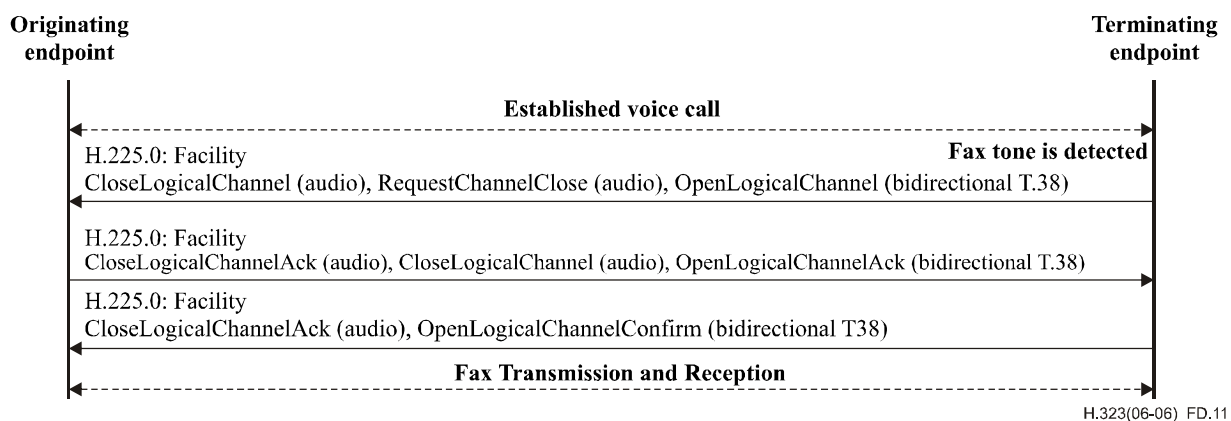 Originating
endpoint
Terminating
endpoint
Established voice call
Fax tone is detected
H.225.0: Facility
CloseLogicalChannel (audio), RequestChannelClose (audio), OpenLogicalChannel (bidirectional T.38)
H.225.0: Facility
CloseLogicalChannelAck (audio), CloseLogicalChannel (audio), OpenLogicalChannelAck (bidirectional T.38)
H.225.0: Facility
CloseLogicalChannelAck (audio), OpenLogicalChannelConfirm (bidirectional T38)
Fax Transmission and Reception
H.323(06-06) FD.11